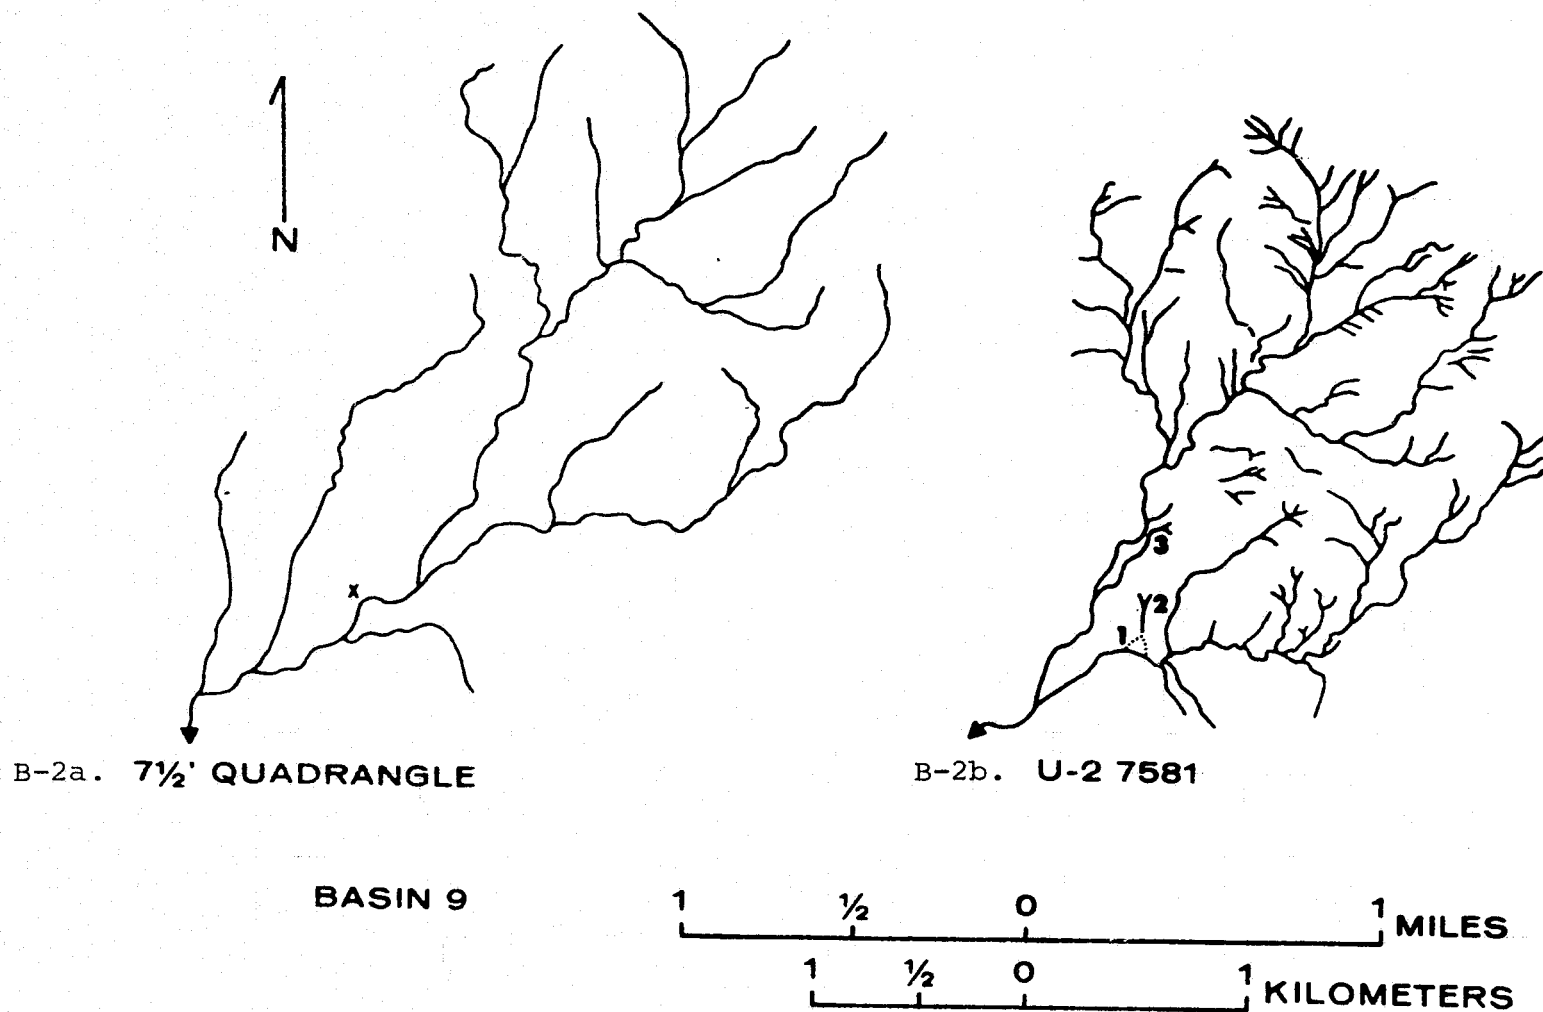 N
x
3
2
1
B-2a. 7½' QUADRANGLE
B-2b. U-2 7581
BASIN 9
1 ½ 0 1 MILES
1 ½ 0 1 KILOMETERS